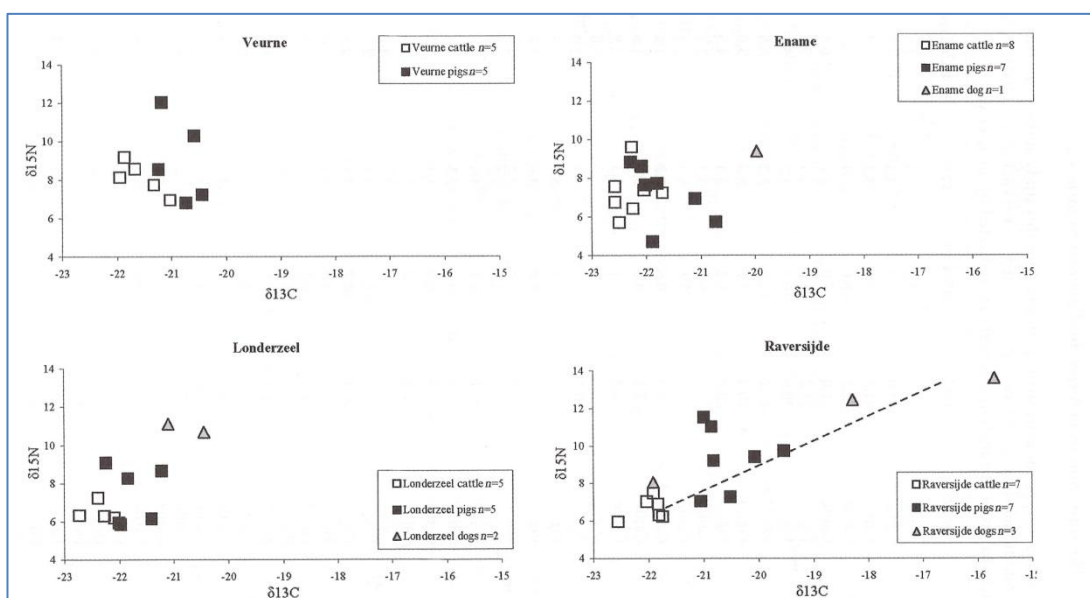 Veurne
Veurne cattle n=5
Veurne pigs n=5
14
12
10
8
6
4
δ15N
-23
-22
-21
-20
-19
-18
-17
-16
-15
δ13C
Ename
Ename cattle n=8
Ename pigs n=7
Ename dog n=1
14
12
10
8
6
4
δ15N
-23
-22
-21
-20
-19
-18
-17
-16
-15
δ13C
Londerzeel
14
12
10
8
6
4
δ15N
Londerzeel cattle n=5
Londerzeel pigs n=5
Londerzeel dogs n=2
-23
-22
-21
-20
-19
-18
-17
-16
-15
δ13C
Raversijde
14
12
10
8
6
4
δ15N
Raversijde cattle n=7
Raversijde pigs n=7
Raversijde dogs n=3
-23
-22
-21
-20
-19
-18
-17
-16
-15
δ13C